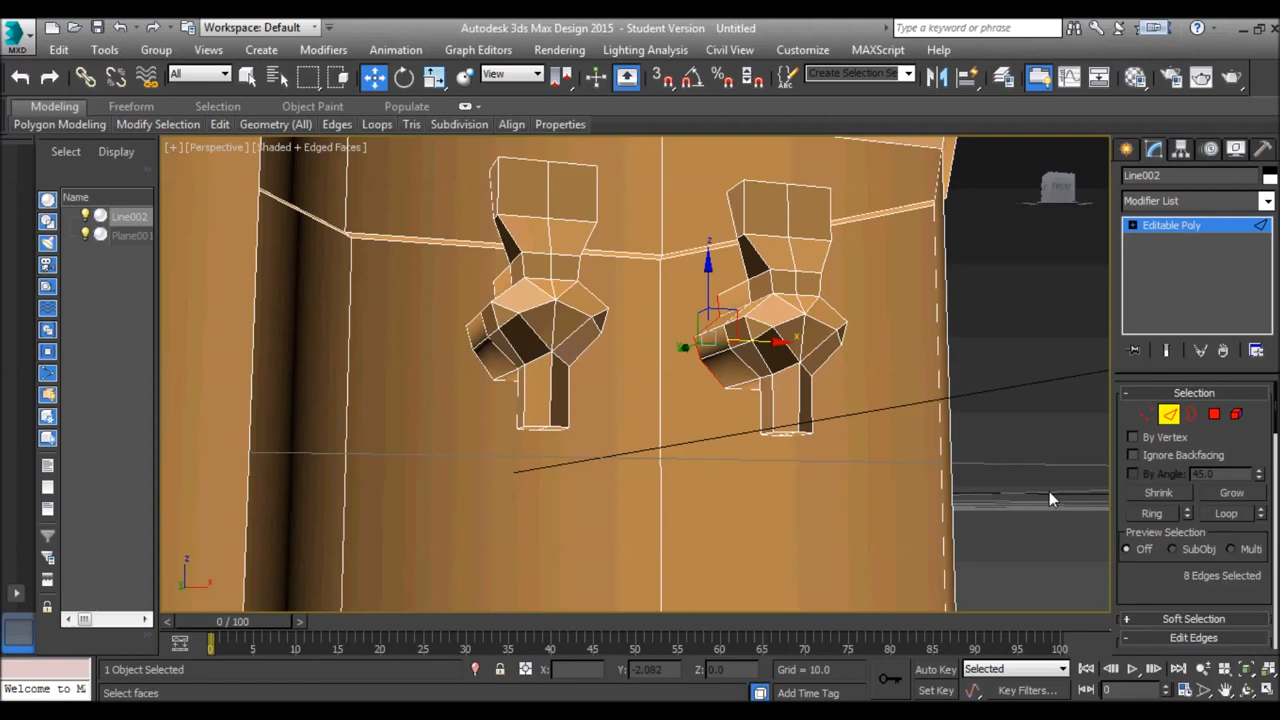 MXD
Workspace: Default
Autodesk 3ds Max Design 2015 - Student Version Untitled
Type a keyword or phrase
Edit Tools Group Views Create Modifiers Animation Graph Editors Rendering Lighting Analysis Civil View Customize MAXScript Help
All View 3 Create Selection Se
Modeling Freeform Selection Object Paint Populate
Polygon Modeling Modify Selection Edit Geometry (All) Edges Loops Tris Subdivision Align Properties
Select Display
[+] [Perspective] [Shaded + Edged Faces]
FRONT
Name
Line002
Plane001
Line002
Modifier List
Editable Poly
z
x
y
Selection
By Vertex
Ignore Backfacing
By Angle: 45.0
Shrink Grow
Ring Loop
Preview Selection
Off SubObj Multi
8 Edges Selected
Soft Selection
Edit Edges
z
x
y
0 / 100
0 5 10 15 20 25 30 35 40 45 50 55 60 65 70 75 80 85 90 95 100
1 Object Selected X: Y: -2.082 Z: 0.0 Grid = 10.0 Auto Key Selected
Welcome to M
Select faces Add Time Tag Set Key Key Filters... 0